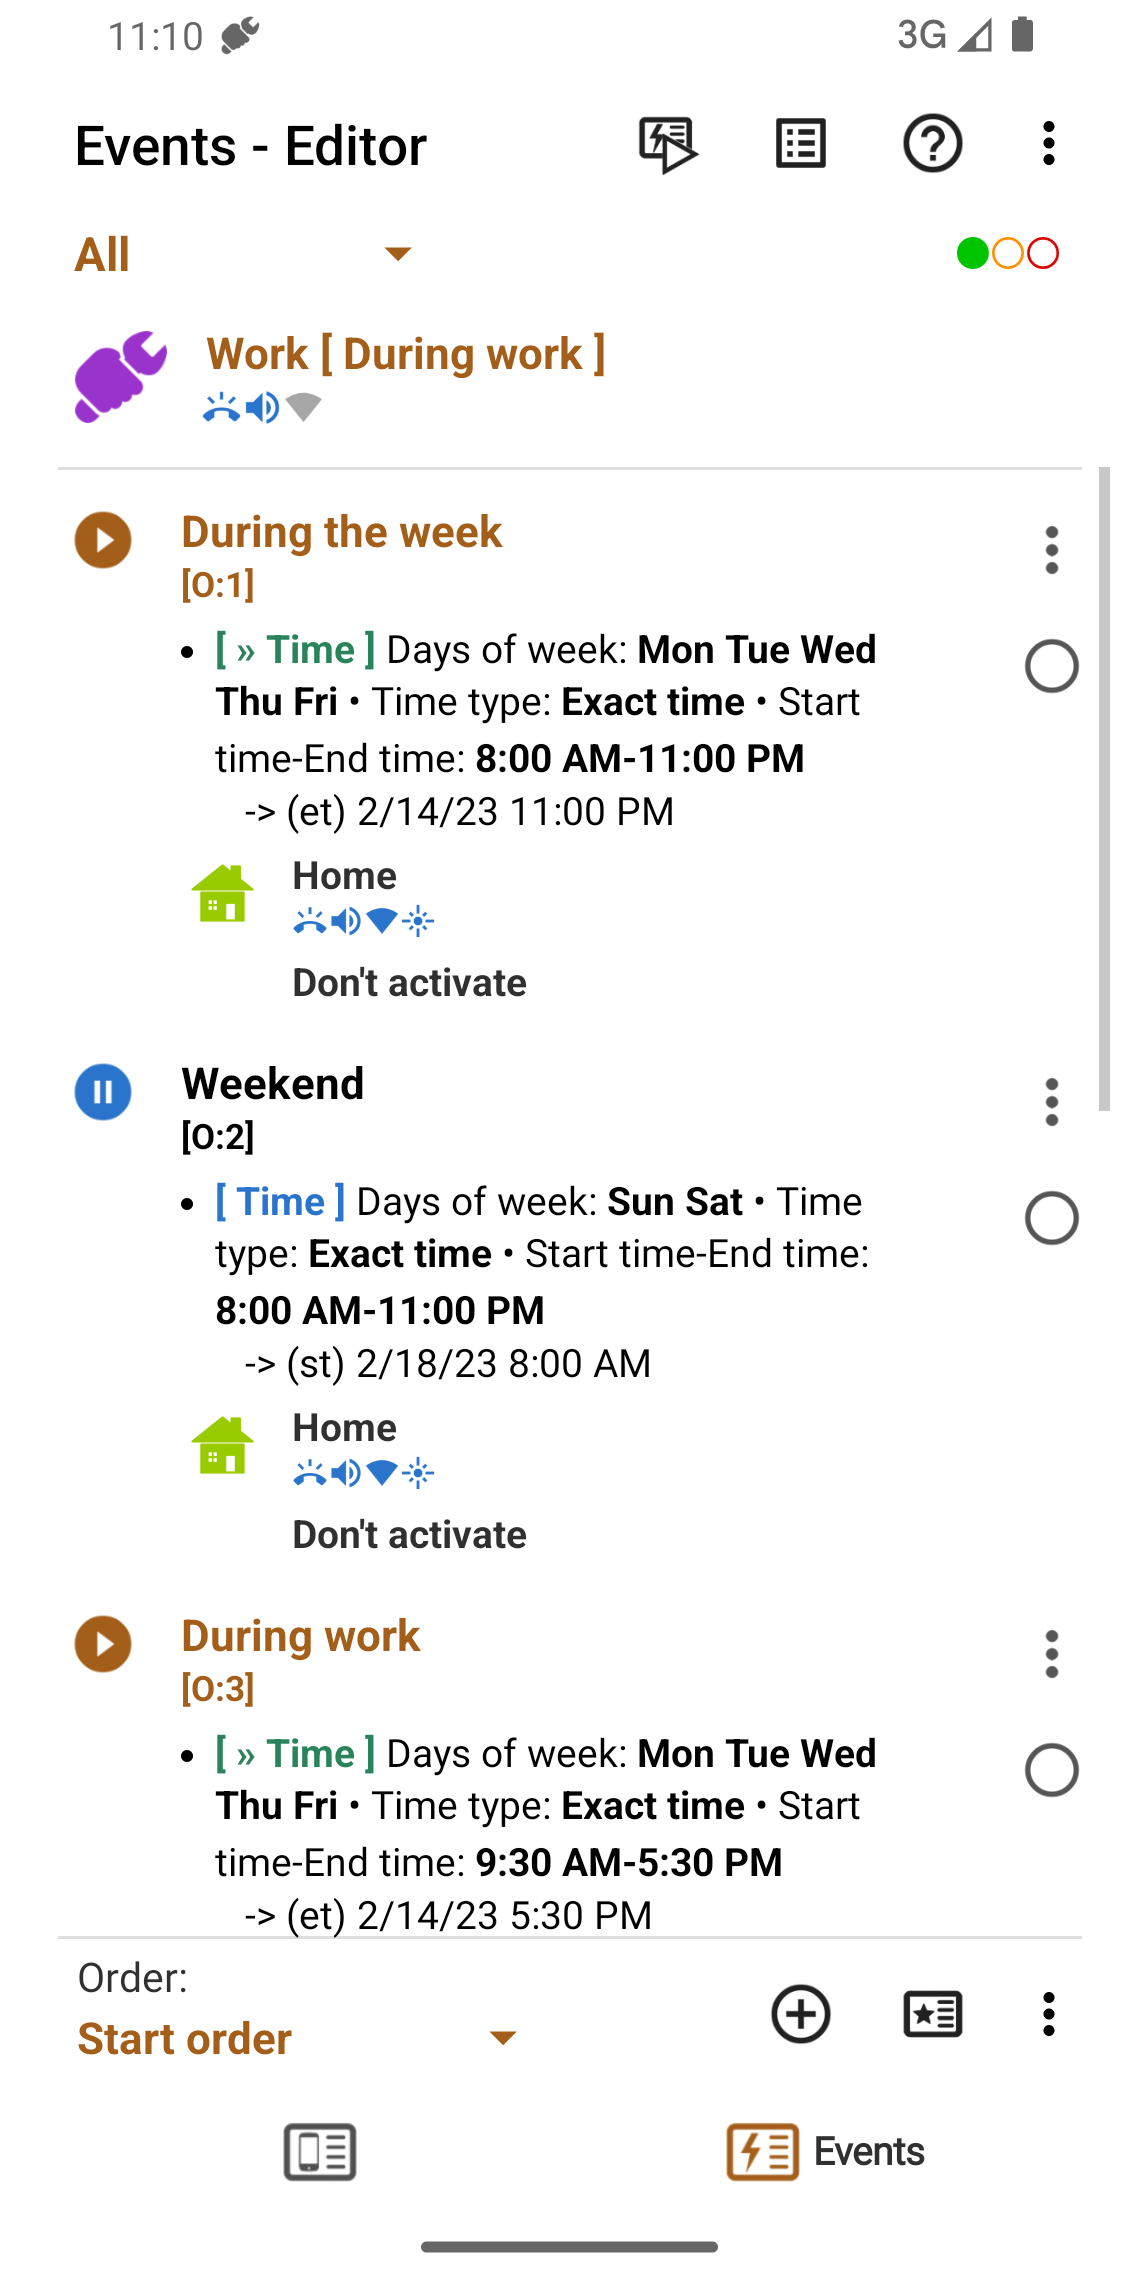 11:10
3G
Events - Editor
All
Work [ During work ]
During the week
[O:1]
• [ » Time ] Days of week: Mon Tue Wed
Thu Fri • Time type: Exact time • Start
time-End time: 8:00 AM-11:00 PM
-> (et) 2/14/23 11:00 PM
Home
Don't activate
Weekend
[O:2]
• [ Time ] Days of week: Sun Sat • Time
type: Exact time • Start time-End time:
8:00 AM-11:00 PM
-> (st) 2/18/23 8:00 AM
Home
Don't activate
During work
[O:3]
• [ » Time ] Days of week: Mon Tue Wed
Thu Fri • Time type: Exact time • Start
time-End time: 9:30 AM-5:30 PM
-> (et) 2/14/23 5:30 PM
Order:
Start order
Events